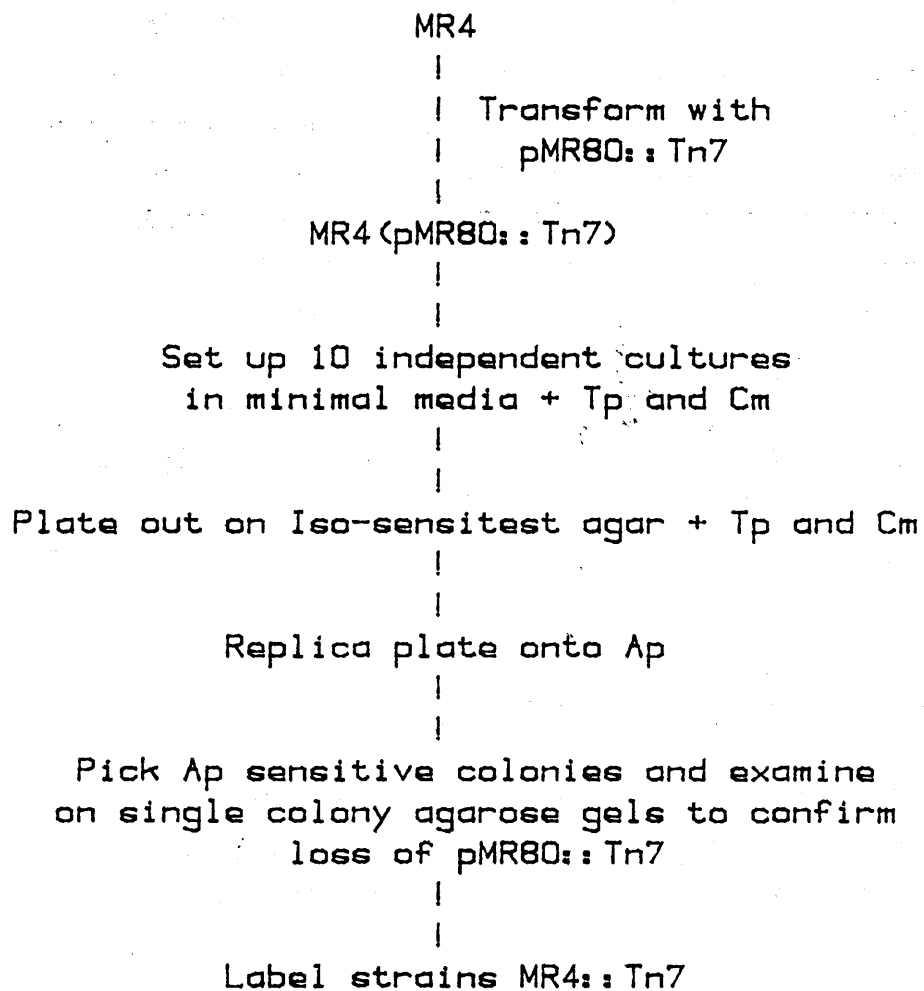 MR4
Transform with
pMR80::Tn7
MR4(pMR80::Tn7)
Set up 10 independent cultures
in minimal media + Tp and Cm
Plate out on Iso-sensitest agar + Tp and Cm
Replica plate onto Ap
Pick Ap sensitive colonies and examine
on single colony agarose gels to confirm
loss of pMR80::Tn7
Label strains MR4::Tn7